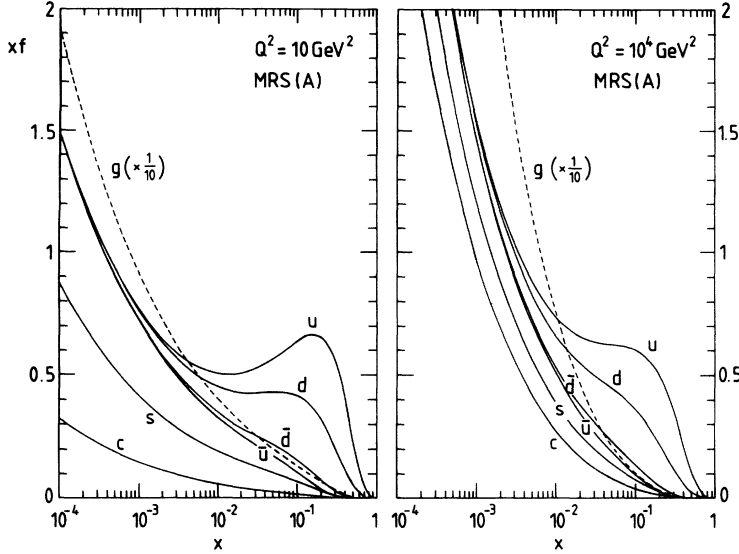 xf
2
1.5
1
0.5
0
Q² = 10 GeV²
MRS(A)
g(×1/10)
u
d
d̄
ū
s
c
10⁻⁴ 10⁻³ 10⁻² 10⁻¹ 1
x
Q² = 10⁴ GeV²
MRS(A)
g(×1/10)
u
d
d̄
s
ū
c
2
1.5
1
0.5
0
10⁻⁴ 10⁻³ 10⁻² 10⁻¹ 1
x